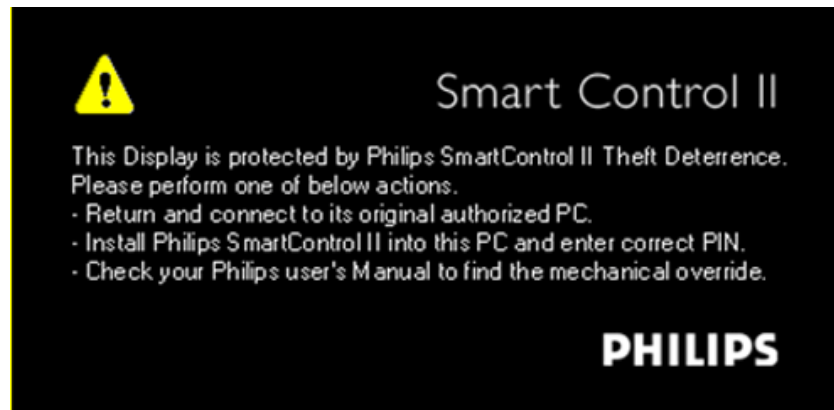 Smart Control II
This Display is protected by Philips SmartControl II Theft Deterrence.
Please perform one of below actions.
- Return and connect to its original authorized PC.
- Install Philips SmartControl II into this PC and enter correct PIN.
- Check your Philips user's Manual to find the mechanical override.
PHILIPS